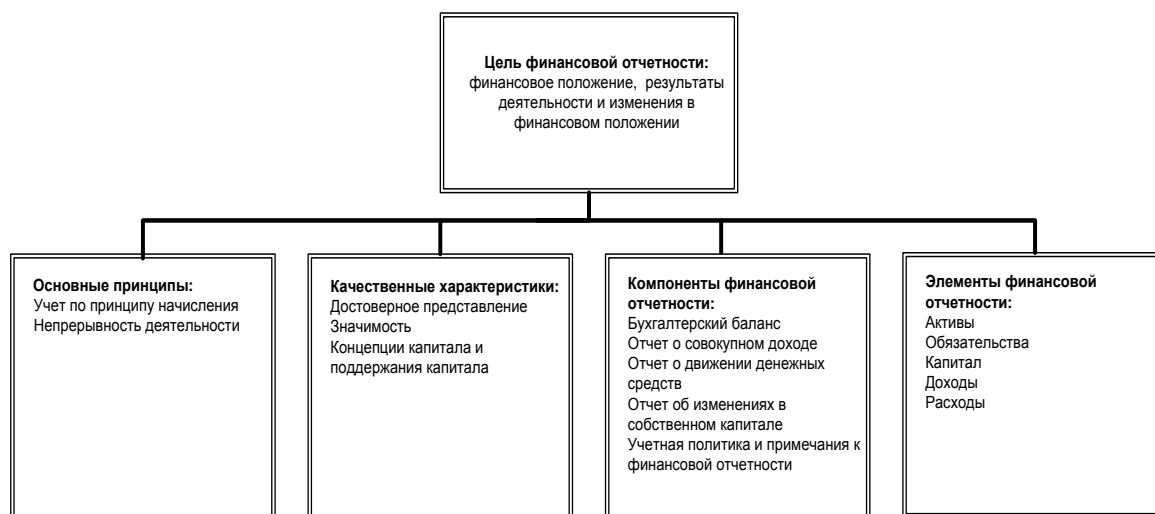 Цель финансовой отчетности:
финансовое положение, результаты
деятельности и изменения в
финансовом положении
Основные принципы:
Учет по принципу начисления
Непрерывность деятельности
Качественные характеристики:
Достоверное представление
Значимость
Концепции капитала и
поддержания капитала
Компоненты финансовой
отчетности:
Бухгалтерский баланс
Отчет о совокупном доходе
Отчет о движении денежных
средств
Отчет об изменениях в
собственном капитале
Учетная политика и примечания к
финансовой отчетности
Элементы финансовой
отчетности:
Активы
Обязательства
Капитал
Доходы
Расходы